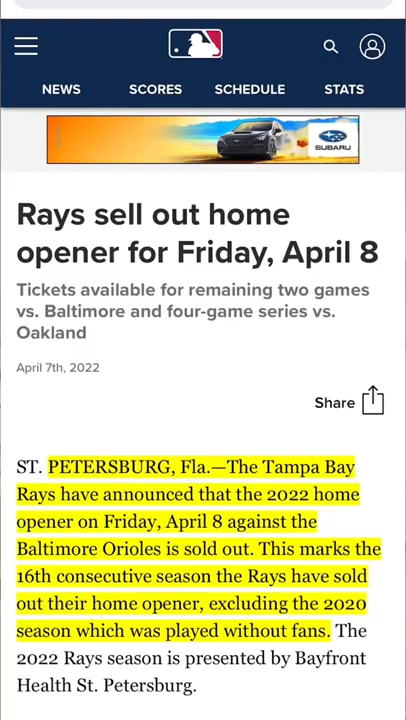 NEWS SCORES SCHEDULE STATS
SUBARU
Rays sell out home
opener for Friday, April 8
Tickets available for remaining two games
vs. Baltimore and four-game series vs.
Oakland
April 7th, 2022
Share
ST. PETERSBURG, Fla.—The Tampa Bay
Rays have announced that the 2022 home
opener on Friday, April 8 against the
Baltimore Orioles is sold out. This marks the
16th consecutive season the Rays have sold
out their home opener, excluding the 2020
season which was played without fans. The
2022 Rays season is presented by Bayfront
Health St. Petersburg.